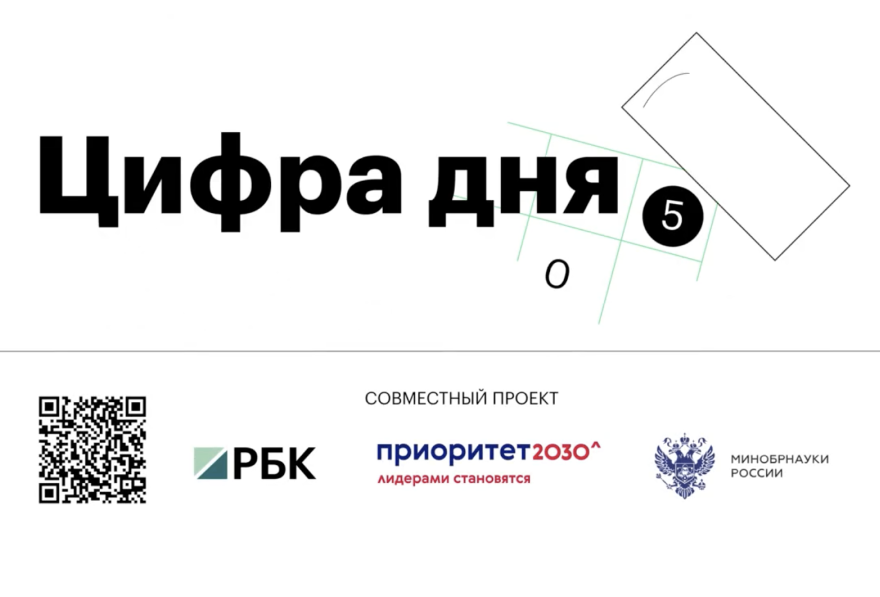 Цифра дня
5
0
СОВМЕСТНЫЙ ПРОЕКТ
РБК
приоритет2030^
лидерами становятся
МИНОБРНАУКИ
РОССИИ